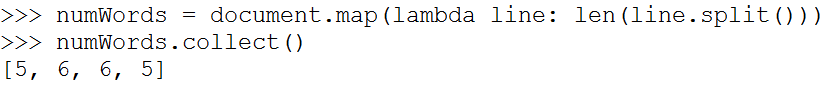 >>> numWords = document.map(lambda line: len(line.split()))
>>> numWords.collect()
[5, 6, 6, 5]